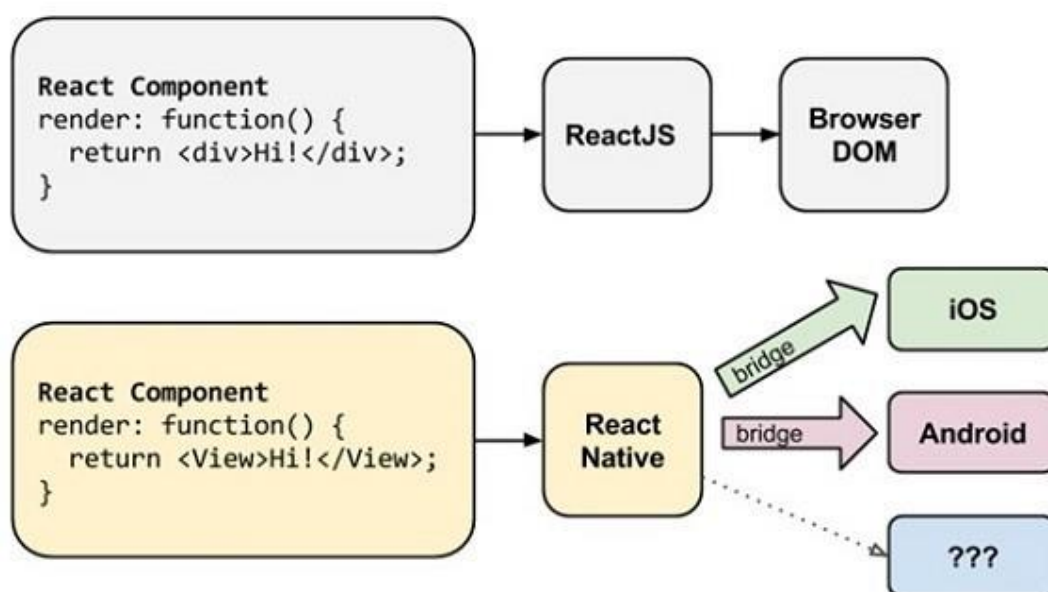 React Component
render: function() {
  return <div>Hi!</div>;
}
ReactJS
Browser
DOM
React Component
render: function() {
  return <View>Hi!</View>;
}
React
Native
bridge
iOS
bridge
Android
???